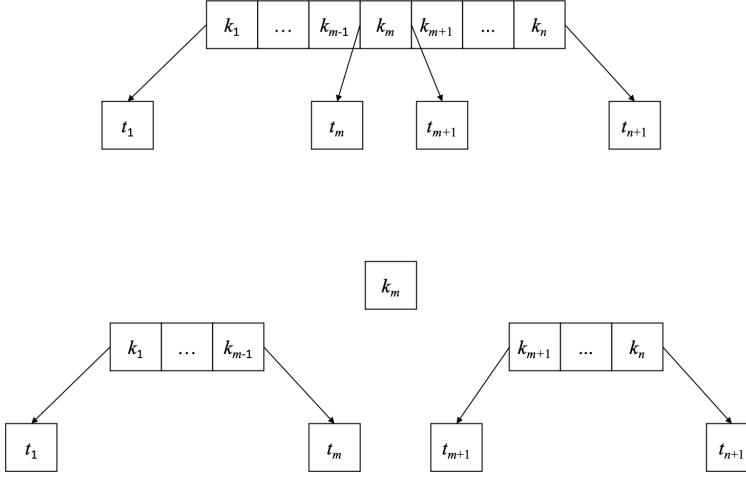 k₁ … kₘ₋₁ kₘ kₘ₊₁ ... kₙ
t₁ tₘ tₘ₊₁ tₙ₊₁
kₘ
k₁ … kₘ₋₁ kₘ₊₁ ... kₙ
t₁ tₘ tₘ₊₁ tₙ₊₁